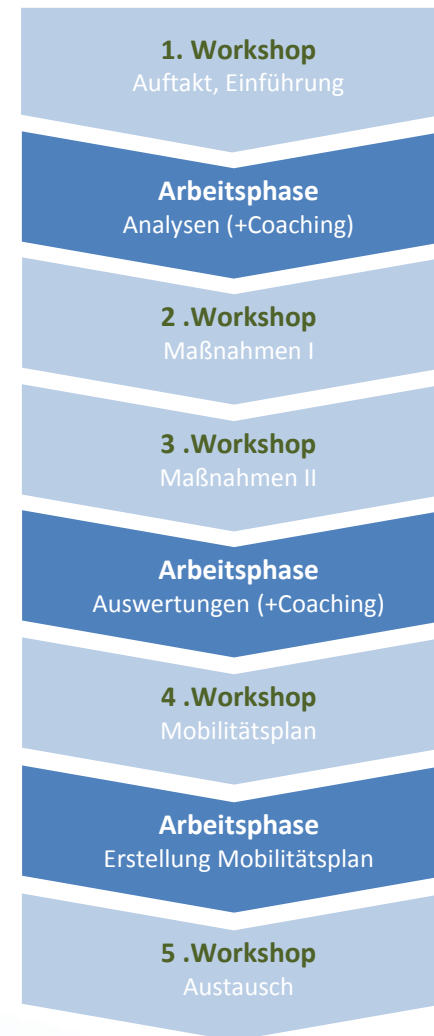 1. Workshop
Auftakt, Einführung
Arbeitsphase
Analysen (+Coaching)
2 .Workshop
Maßnahmen I
3 .Workshop
Maßnahmen II
Arbeitsphase
Auswertungen (+Coaching)
4 .Workshop
Mobilitätsplan
Arbeitsphase
Erstellung Mobilitätsplan
5 .Workshop
Austausch